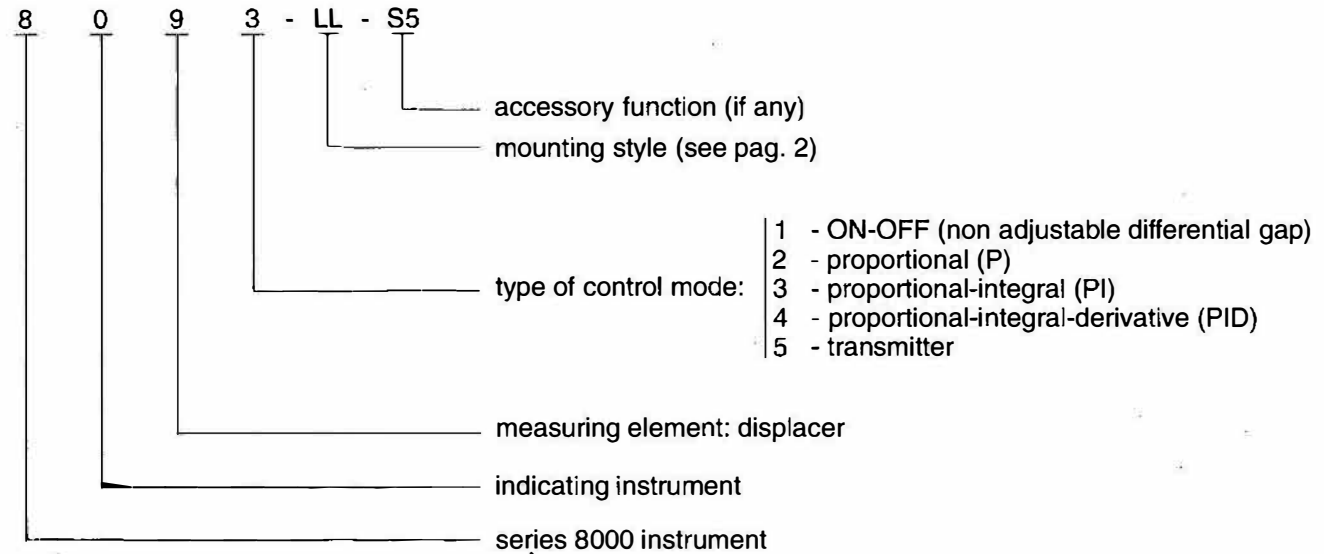 8 0 9 3 - LL - S5
accessory function (if any)
mounting style (see pag. 2)
1 - ON-OFF (non adjustable differential gap)
2 - proportional (P)
type of control mode: 3 - proportional-integral (PI)
4 - proportional-integral-derivative (PID)
5 - transmitter
measuring element: displacer
indicating instrument
series 8000 instrument